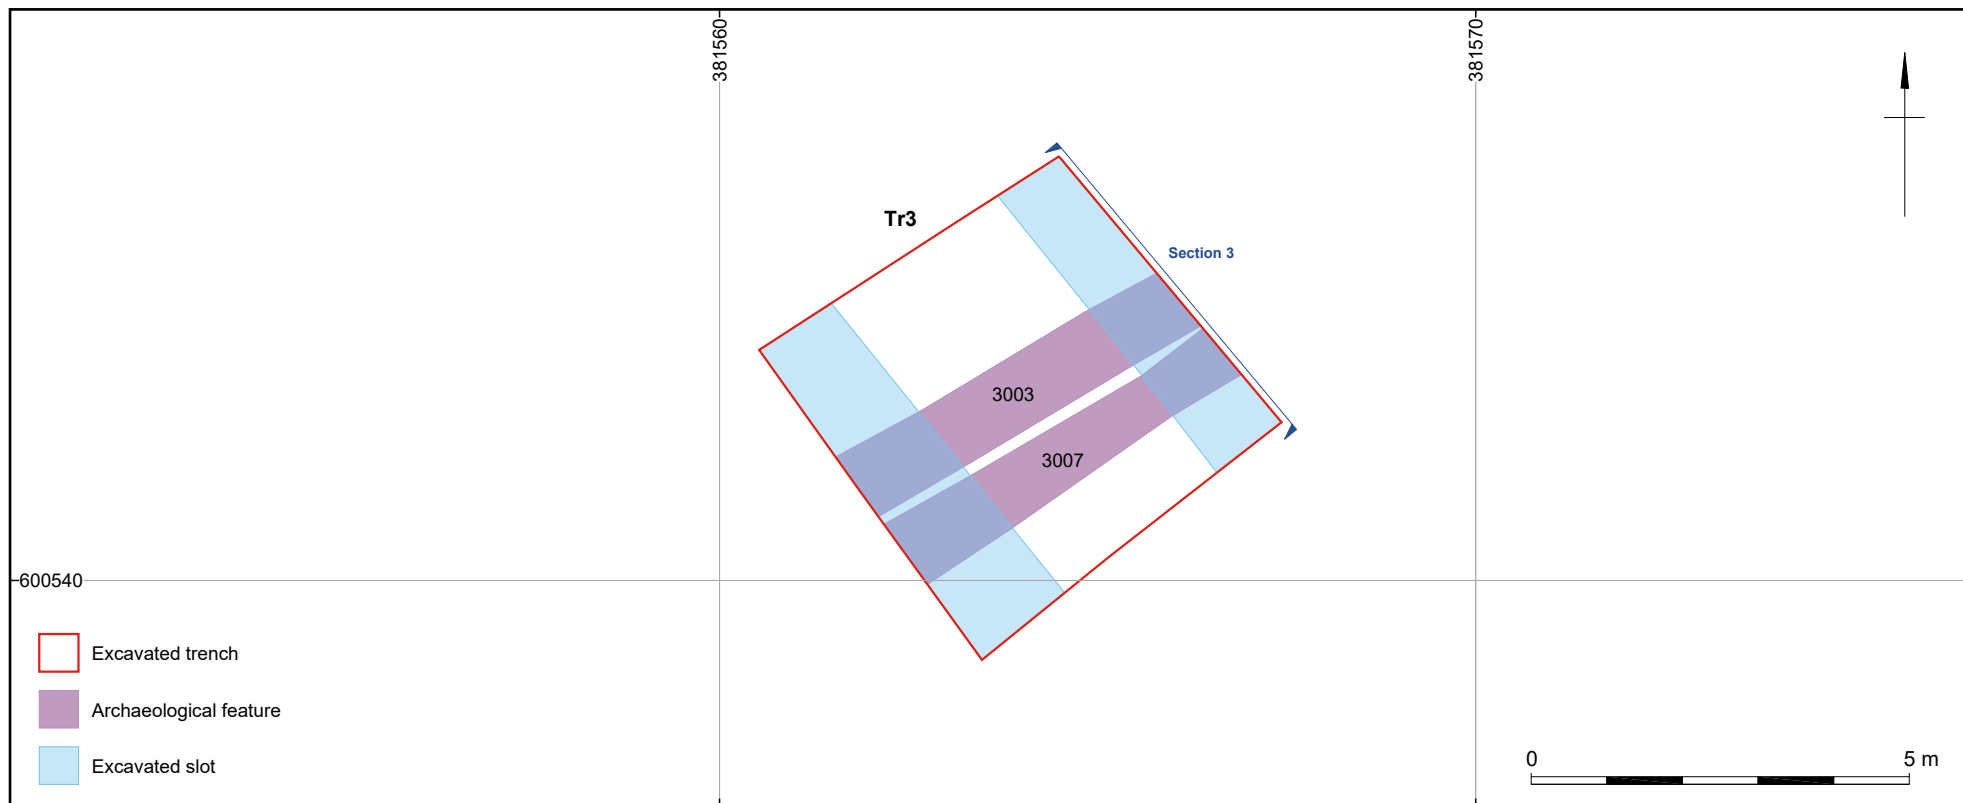 381560
381570
Tr3
Section 3
3003
3007
600540
Excavated trench
Archaeological feature
Excavated slot
0 5 m